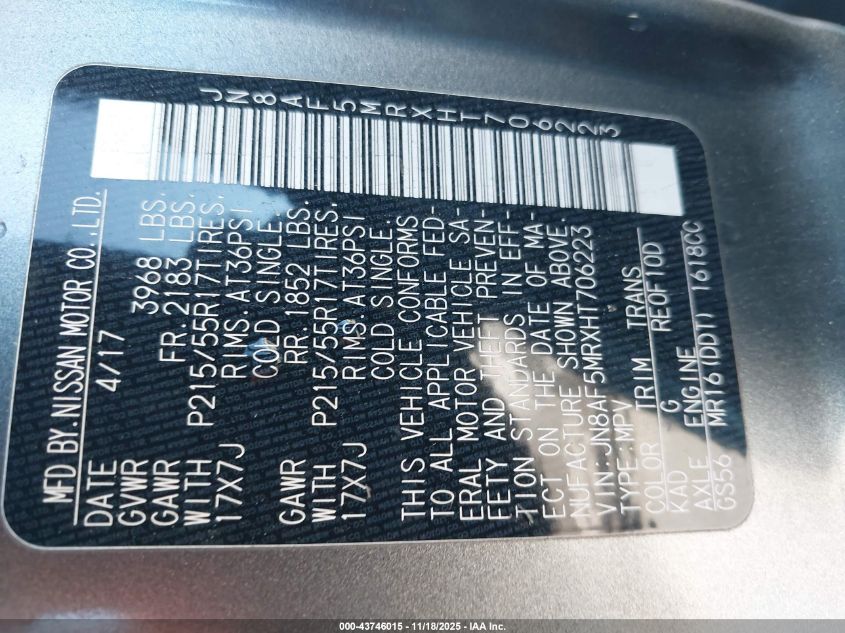 JN8AF5MRXHT706223
MFD BY.NISSAN MOTOR CO.,LTD.
DATE 4/17
GVWR 3968 LBS.
GAWR FR.2183 LBS.
WITH P215/55R17TIRES.
17X7J RIMS.AT36PSI
COLD SINGLE.
GAWR RR.1852 LBS.
WITH P215/55R17TIRES.
17X7J RIMS.AT36PSI
COLD SINGLE.
THIS VEHICLE CONFORMS
TO ALL APPLICABLE FED-
ERAL MOTOR VEHICLE SA-
FETY AND THEFT PREVEN-
TION STANDARDS IN EFF-
ECT ON THE DATE OF MA-
NUFACTURE SHOWN ABOVE.
VIN:JN8AF5MRXHT706223
TYPE:MPV
COLOR TRIM TRANS
KAD G RE0F10D
AXLE ENGINE
GS56 MR16(DDT) 1618CC
000-43746015 - 11/18/2025 - IAA Inc.